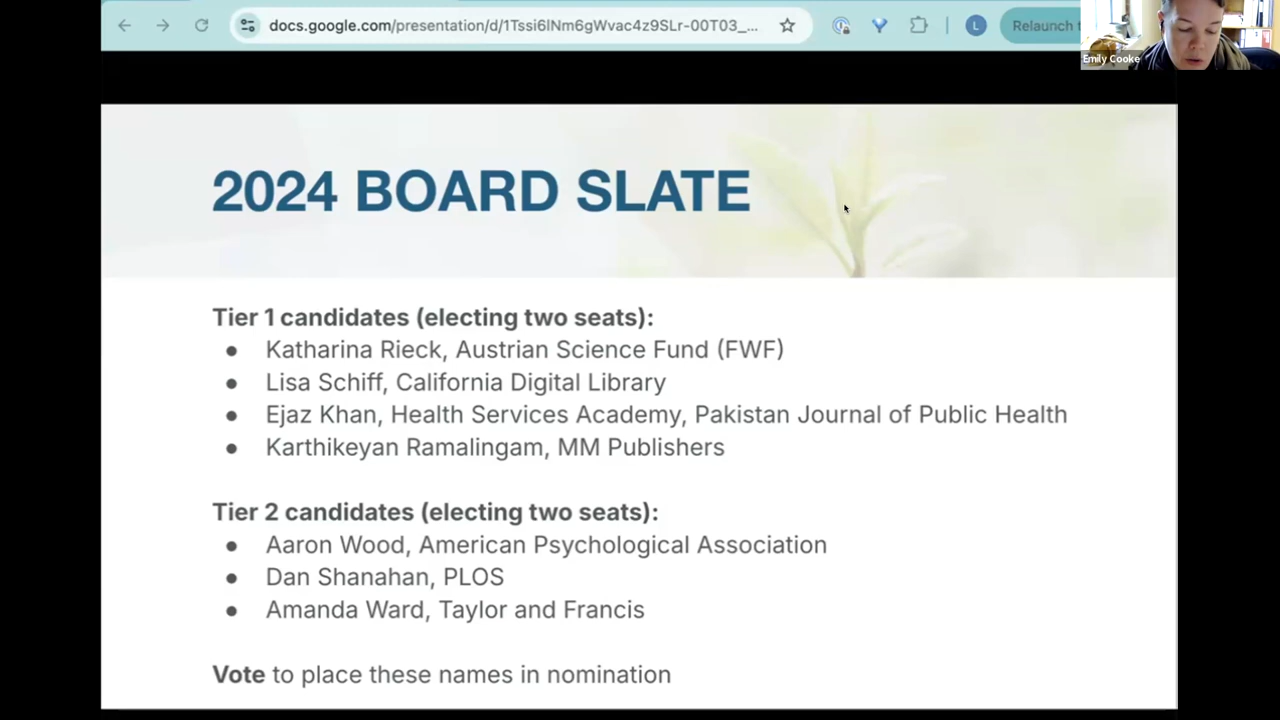 docs.google.com/presentation/d/1Tssi6lNm6gWvac4z9SLr-00T03_...
L
Relaunch
Emily Cooke
2024 BOARD SLATE
Tier 1 candidates (electing two seats):
● Katharina Rieck, Austrian Science Fund (FWF)
● Lisa Schiff, California Digital Library
● Ejaz Khan, Health Services Academy, Pakistan Journal of Public Health
● Karthikeyan Ramalingam, MM Publishers
Tier 2 candidates (electing two seats):
● Aaron Wood, American Psychological Association
● Dan Shanahan, PLOS
● Amanda Ward, Taylor and Francis
Vote to place these names in nomination